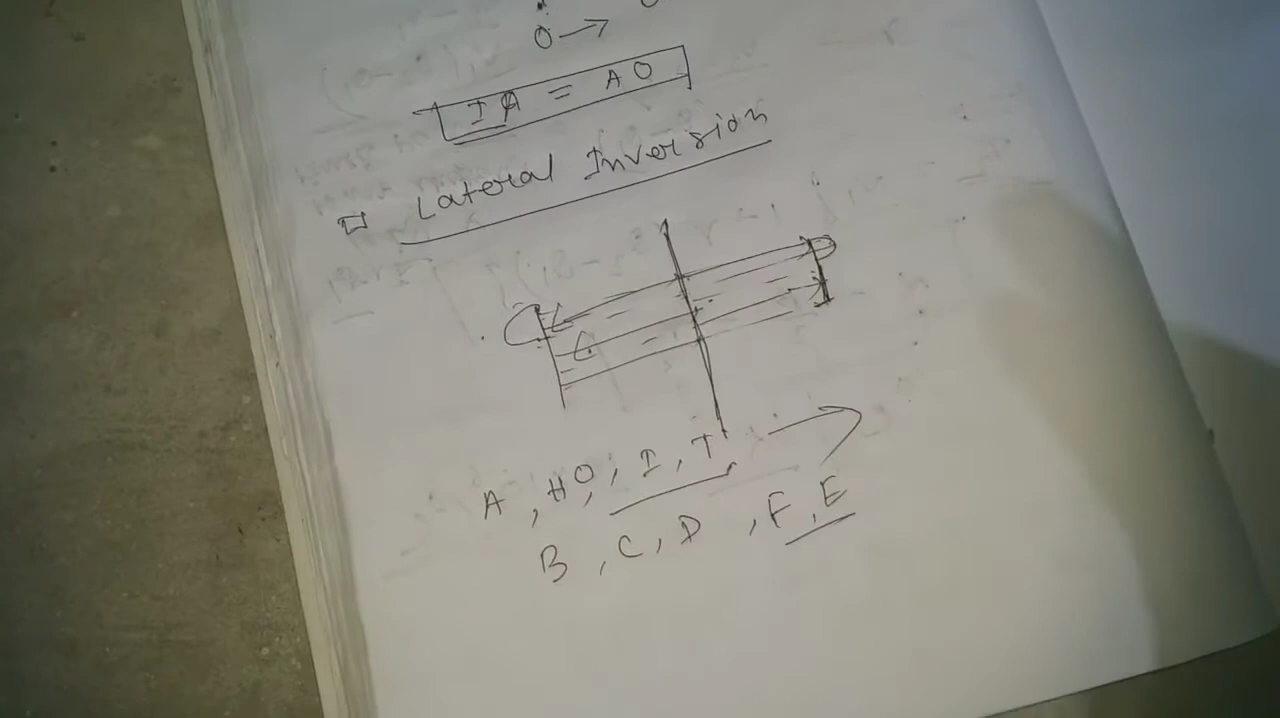 O →
IA = AO
Lateral Inversion
A, H, O, I, T
B, C, D, F, E